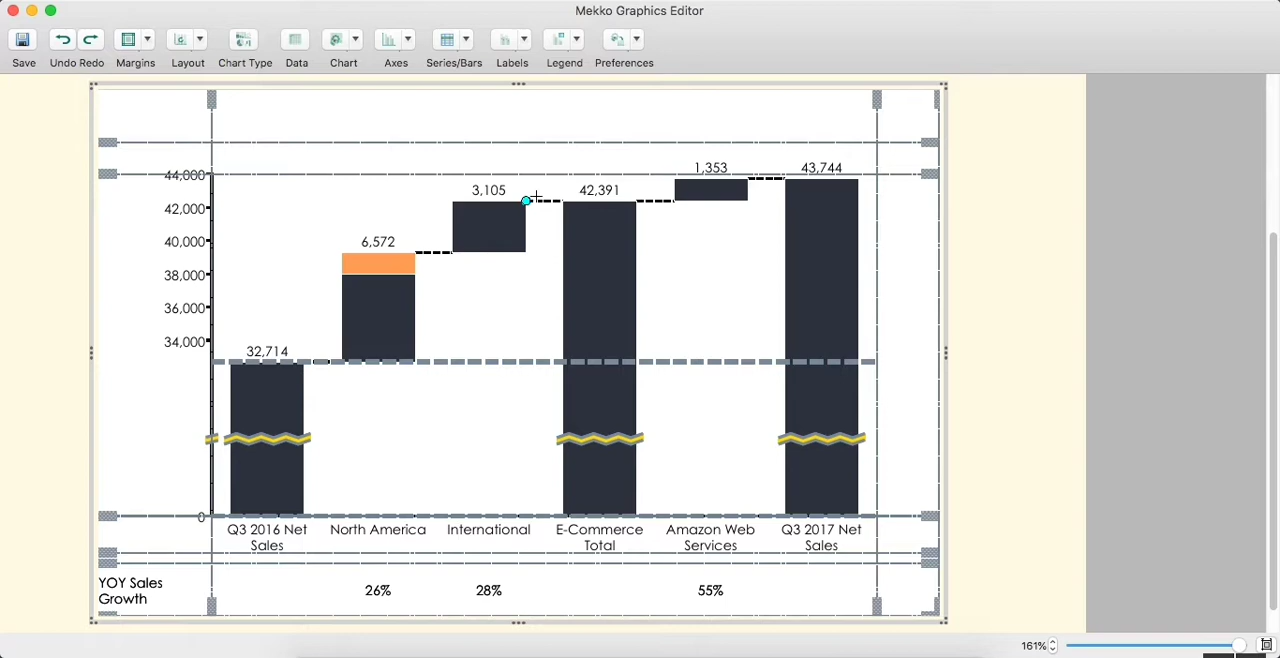 Mekko Graphics Editor
Save Undo Redo Margins Layout Chart Type Data Chart Axes Series/Bars Labels Legend Preferences
1,353 43,744
44,000
3,105 42,391
42,000
40,000 6,572
38,000
36,000
34,000
32,714
0
Q3 2016 Net North America International E-Commerce Amazon Web Q3 2017 Net
Sales Total Services Sales
YOY Sales
26% 28% 55%
Growth
161%